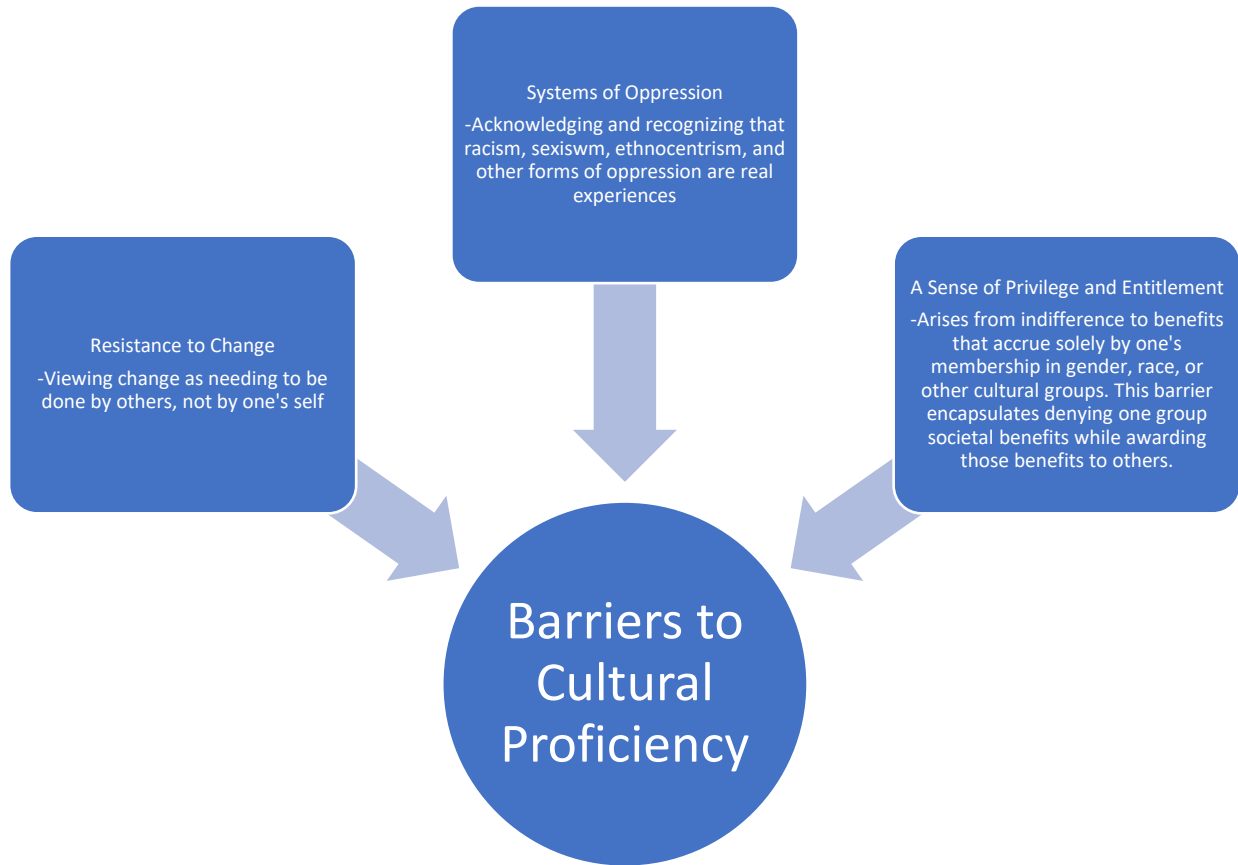 Systems of Oppression
-Acknowledging and recognizing that
racism, sexiswm, ethnocentrism, and
other forms of oppression are real
experiences
Resistance to Change
-Viewing change as needing to be
done by others, not by one's self
A Sense of Privilege and Entitlement
-Arises from indifference to benefits
that accrue solely by one's
membership in gender, race, or
other cultural groups. This barrier
encapsulates denying one group
societal benefits while awarding
those benefits to others.
Barriers to
Cultural
Proficiency